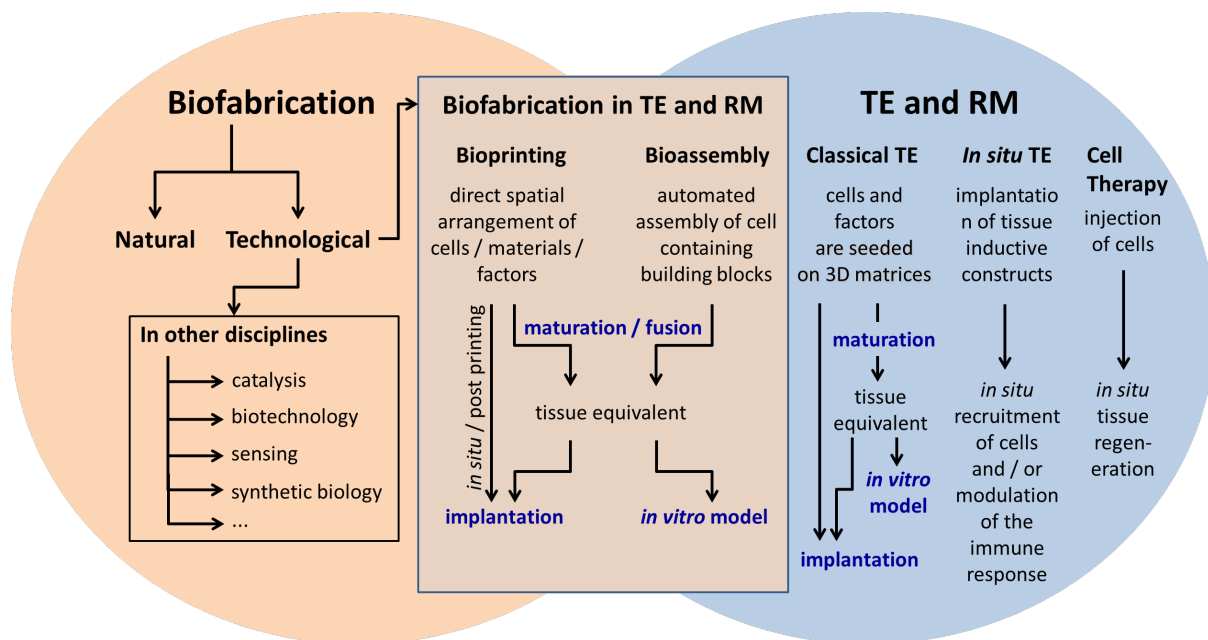 Biofabrication
Natural
Technological
In other disciplines
catalysis
biotechnology
sensing
synthetic biology
...
Biofabrication in TE and RM
Bioprinting
direct spatial
arrangement of
cells / materials /
factors
Bioassembly
automated
assembly of cell
containing
building blocks
maturation / fusion
in situ / post printing
tissue equivalent
implantation
in vitro model
TE and RM
Classical TE
cells and
factors
are seeded
on 3D matrices
maturation
tissue
equivalent
in vitro
model
implantation
In situ TE
implantatio
n of tissue
inductive
constructs
in situ
recruitment
of cells
and / or
modulation
of the
immune
response
Cell
Therapy
injection
of cells
in situ
tissue
regen-
eration